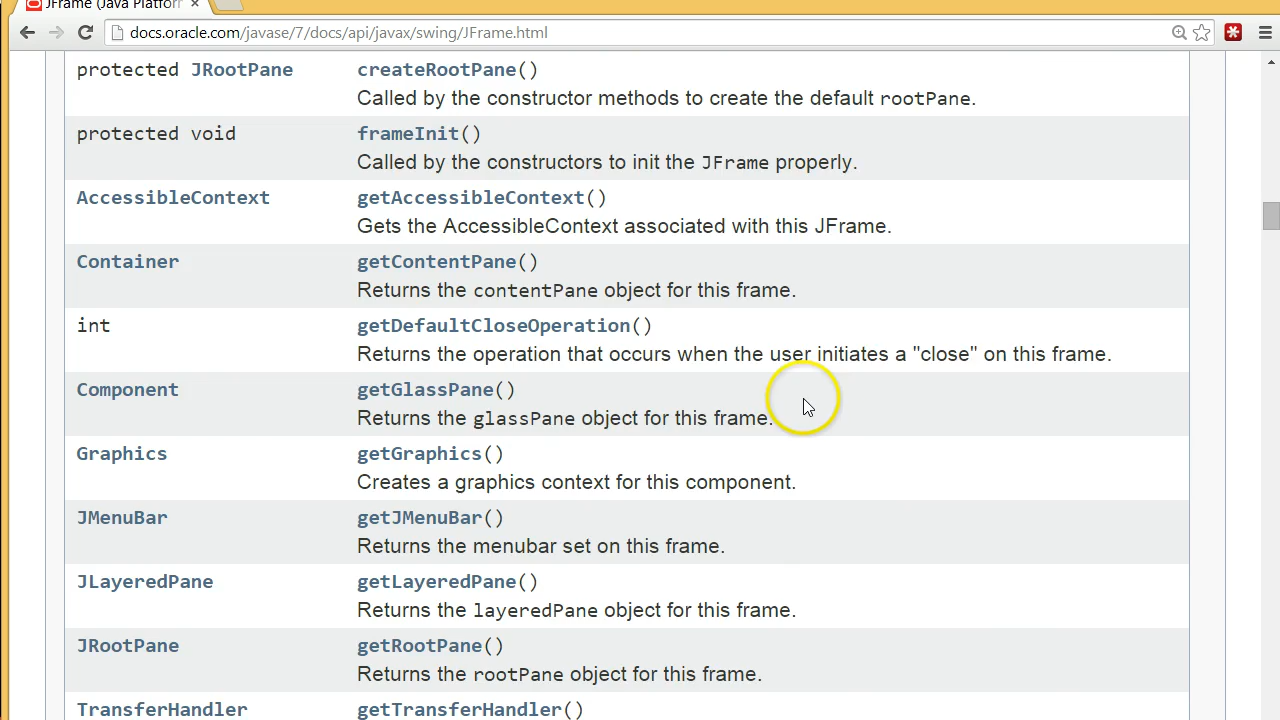 JFrame (Java Platfor
docs.oracle.com/javase/7/docs/api/javax/swing/JFrame.html
protected JRootPane createRootPane()
Called by the constructor methods to create the default rootPane.
protected void frameInit()
Called by the constructors to init the JFrame properly.
AccessibleContext getAccessibleContext()
Gets the AccessibleContext associated with this JFrame.
Container getContentPane()
Returns the contentPane object for this frame.
int getDefaultCloseOperation()
Returns the operation that occurs when the user initiates a "close" on this frame.
Component getGlassPane()
Returns the glassPane object for this frame.
Graphics getGraphics()
Creates a graphics context for this component.
JMenuBar getJMenuBar()
Returns the menubar set on this frame.
JLayeredPane getLayeredPane()
Returns the layeredPane object for this frame.
JRootPane getRootPane()
Returns the rootPane object for this frame.
TransferHandler getTransferHandler()